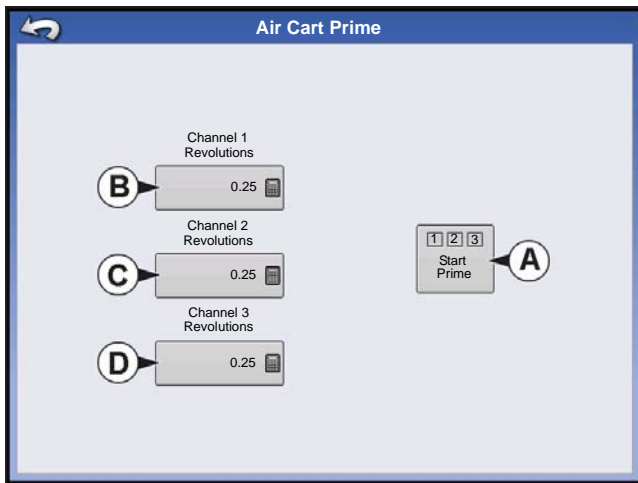 Air Cart Prime
Channel 1
Revolutions
B
0.25
Channel 2
Revolutions
C
0.25
Channel 3
Revolutions
D
0.25
1 2 3
Start
Prime
A